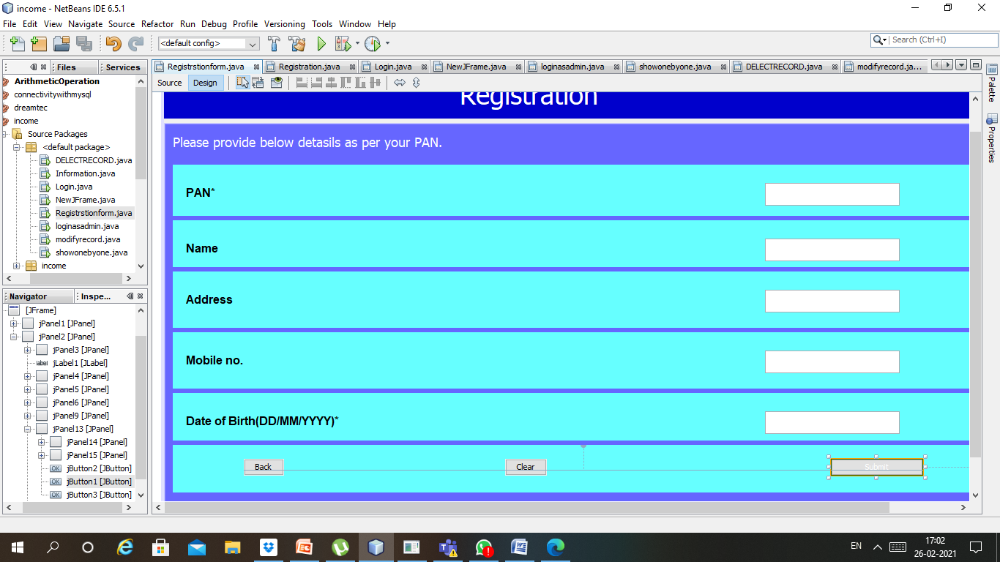 income - NetBeans IDE 6.5.1
File Edit View Navigate Source Refactor Run Debug Profile Versioning Tools Window Help
<default config>
Search (Ctrl+I)
Files Services
Registrstionform.java Registration.java Login.java NewJFrame.java loginasadmin.java showonebyone.java DELECTRECORD.java modifyrecord.ja...
Source Design
ArithmeticOperation
connectivitywithmysql
dreamtec
income
Source Packages
<default package>
DELECTRECORD.java
Information.java
Login.java
NewJFrame.java
Registrstionform.java
loginasadmin.java
modifyrecord.java
showonebyone.java
income
Navigator Inspe...
[JFrame]
jPanel1 [JPanel]
jPanel2 [JPanel]
jPanel3 [JPanel]
label jLabel1 [JLabel]
jPanel4 [JPanel]
jPanel5 [JPanel]
jPanel6 [JPanel]
jPanel9 [JPanel]
jPanel13 [JPanel]
jPanel14 [JPanel]
jPanel15 [JPanel]
OK jButton2 [JButton]
OK jButton1 [JButton]
OK jButton3 [JButton]
Registration
Please provide below detasils as per your PAN.
PAN*
Name
Address
Mobile no.
Date of Birth(DD/MM/YYYY)*
Back Clear Submit
Palette
Properties
EN 17:02
26-02-2021